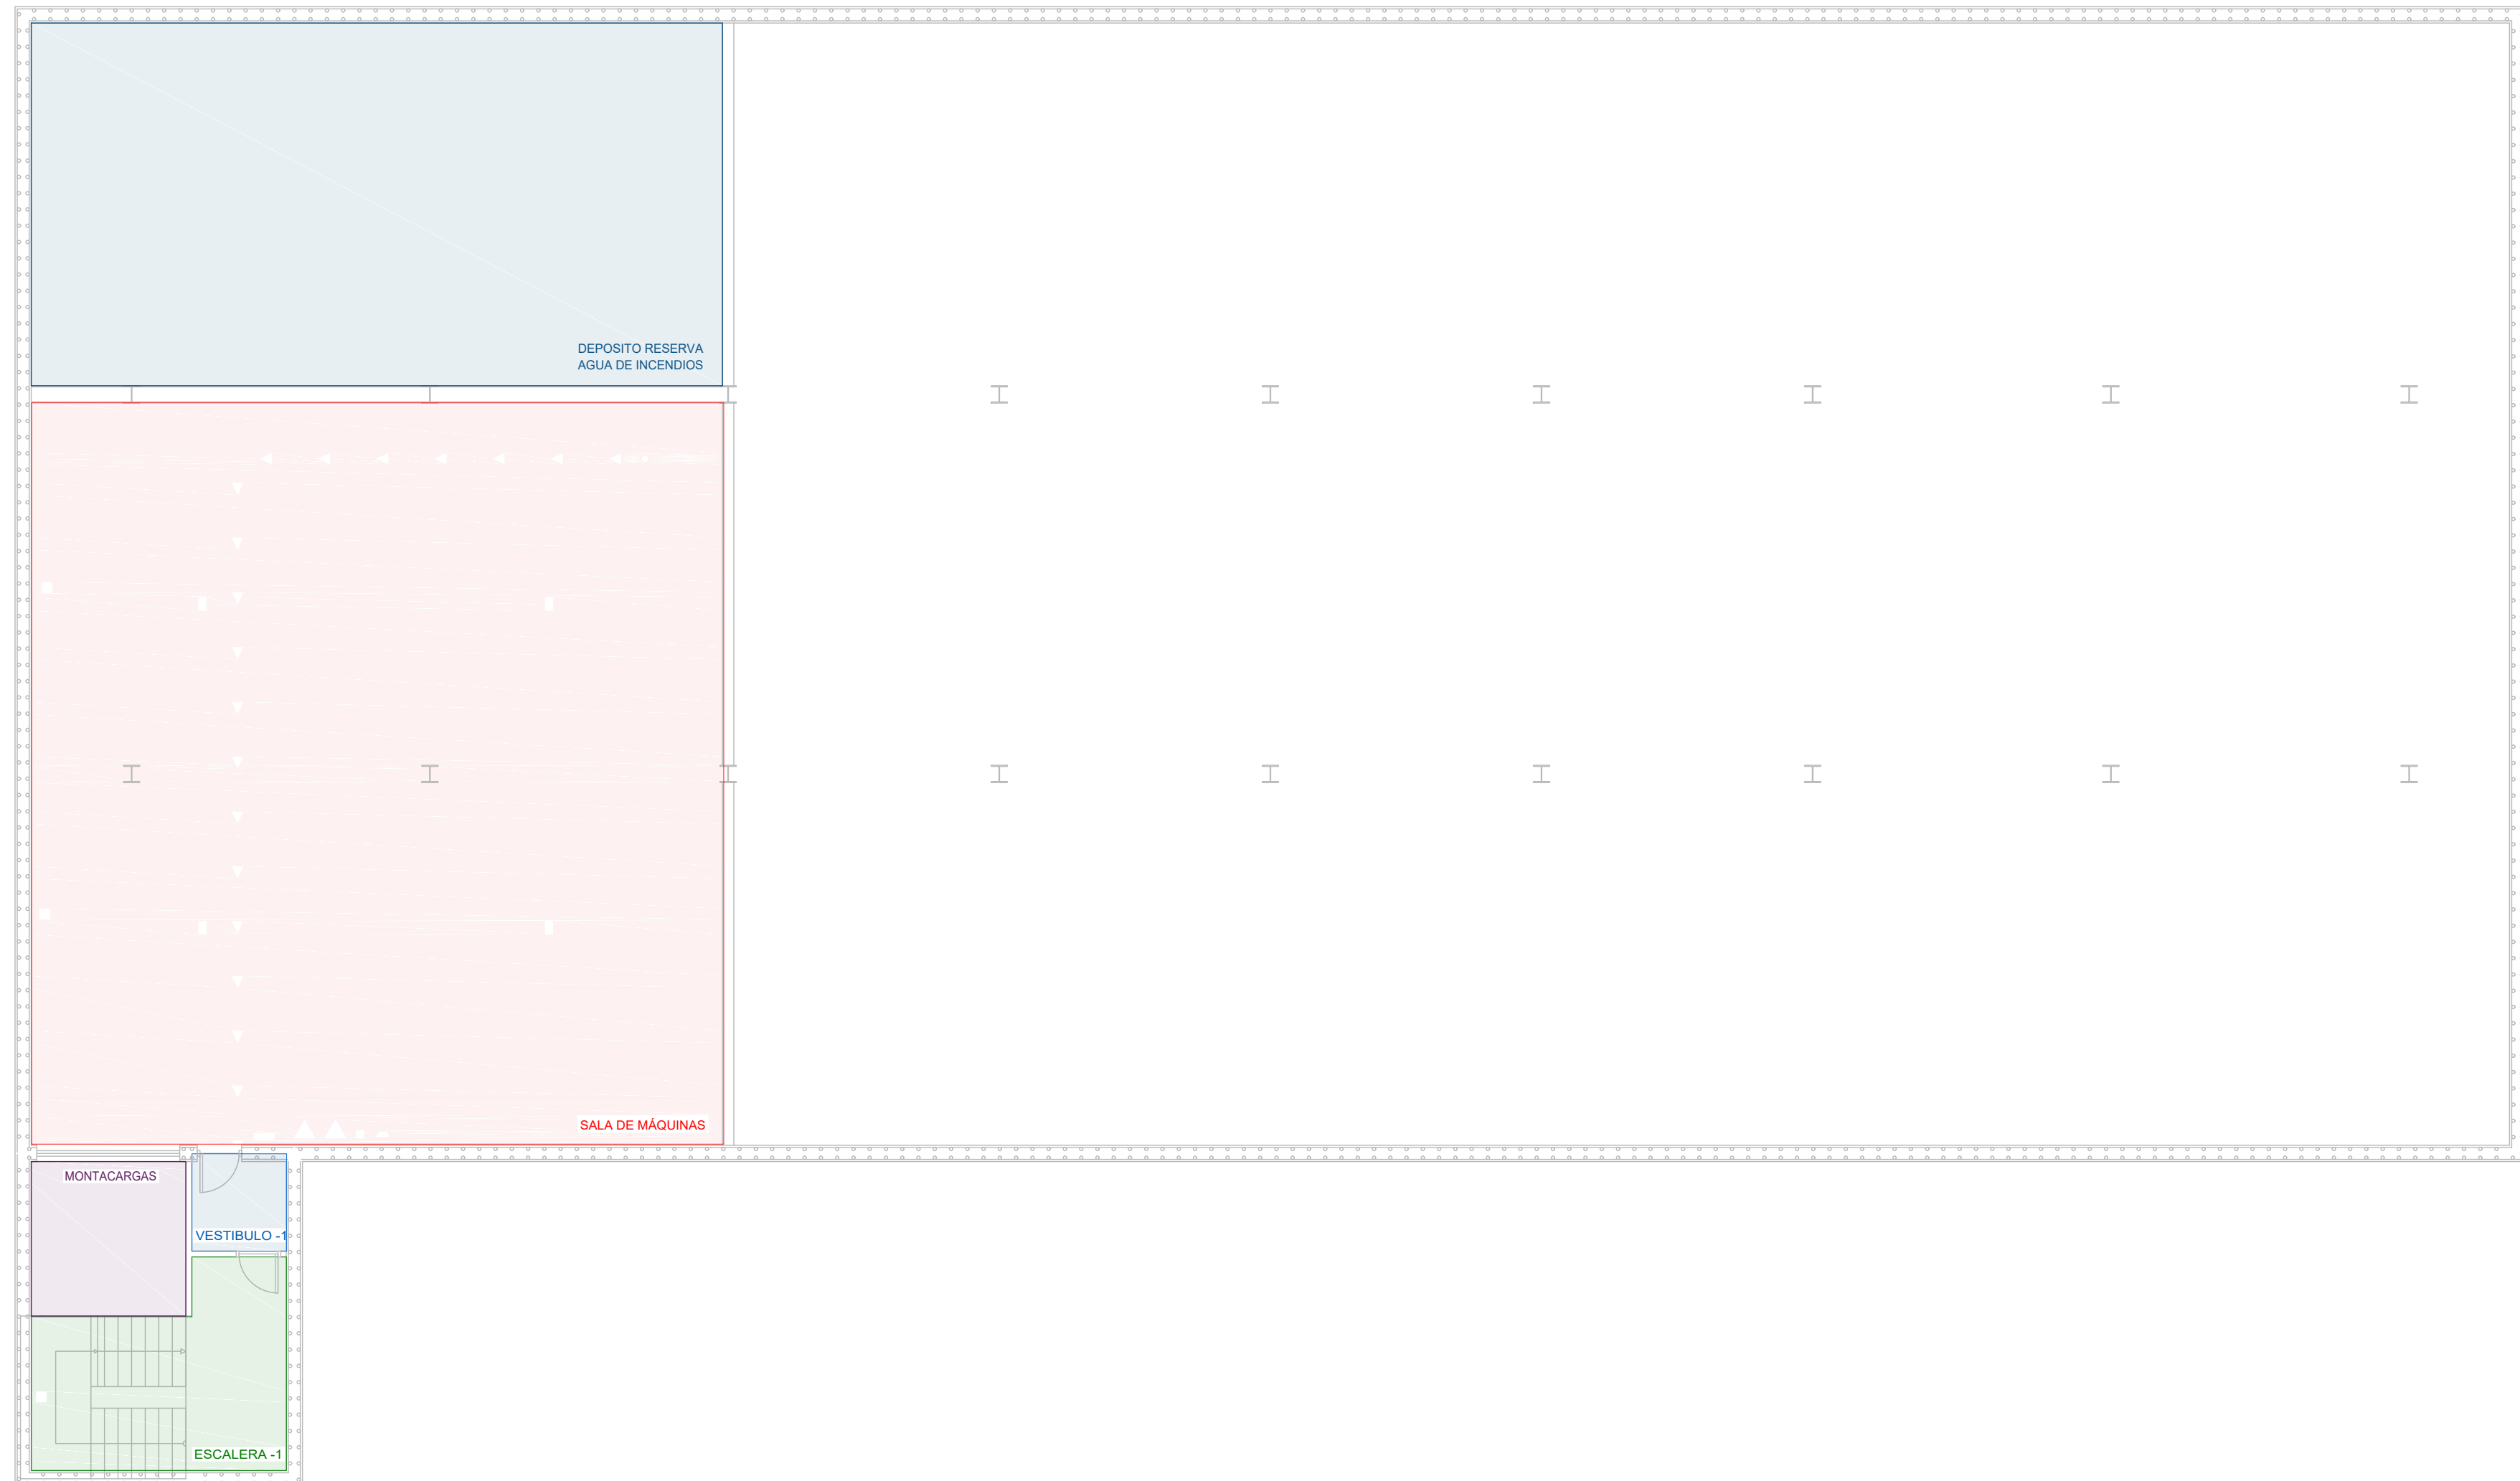 DEPOSITO RESERVA
AGUA DE INCENDIOS
SALA DE MÁQUINAS
MONTACARGAS
VESTIBULO -1
ESCALERA -1